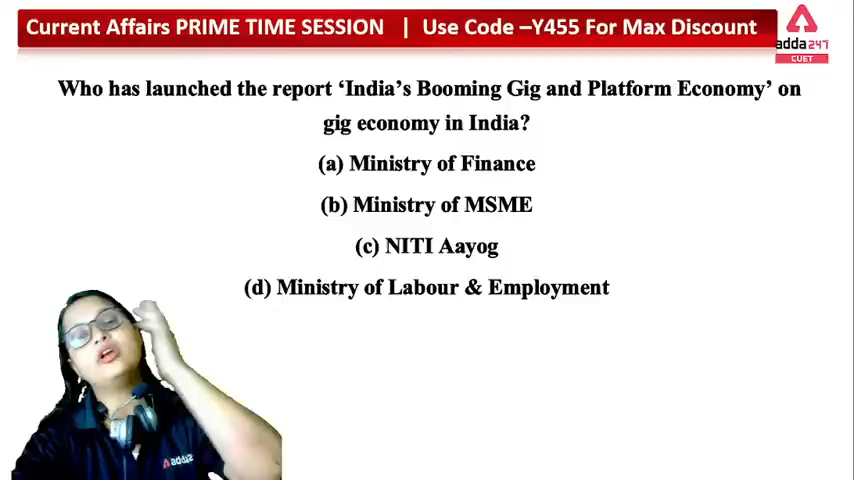 Current Affairs PRIME TIME SESSION | Use Code –Y455 For Max Discount
adda247
CUET
Who has launched the report ‘India’s Booming Gig and Platform Economy’ on
gig economy in India?
(a) Ministry of Finance
(b) Ministry of MSME
(c) NITI Aayog
(d) Ministry of Labour & Employment
adda